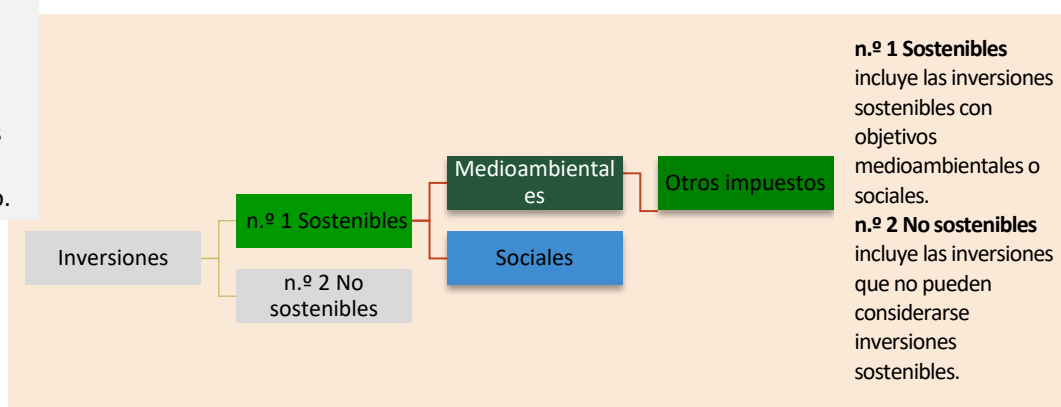 o.
Inversiones
n.º 1 Sostenibles
n.º 2 No
sostenibles
Medioambiental
es
Sociales
Otros impuestos
n.º 1 Sostenibles
incluye las inversiones
sostenibles con
objetivos
medioambientales o
sociales.
n.º 2 No sostenibles
incluye las inversiones
que no pueden
considerarse
inversiones
sostenibles.